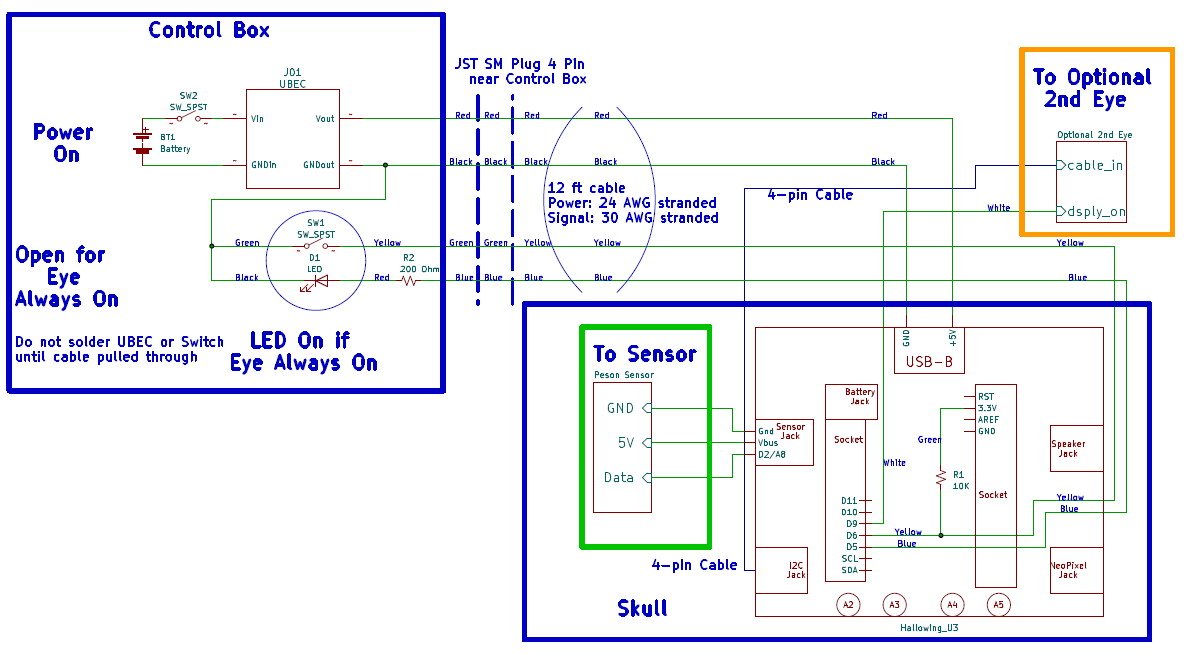 Control Box
JST SM Plug 4 Pin
near Control Box
To Optional
2nd Eye
J01
UBEC
SW2
SW_SPST
Vin
Vout
GNDin
GNDout
BT1
Battery
Power
On
Red
Red
Red
Red
Red
Black
Black
Black
Black
Black
Optional 2nd Eye
cable_in
dsply_on
12 ft cable
Power: 24 AWG stranded
Signal: 30 AWG stranded
4-pin Cable
White
SW1
SW_SPST
Green
Yellow
Green
Green
Yellow
Yellow
Yellow
D1
LED
R2
200 Ohm
Black
Red
Blue
Blue
Blue
Blue
Blue
Open for
Eye
Always On
Do not solder UBEC or Switch
until cable pulled through
LED On if
Eye Always On
To Sensor
Peson Sensor
GND
5V
Data
GND
+5V
USB-B
Battery
Jack
Sensor
Jack
Gnd
Vbus
D2/A8
Socket
RST
3.3V
AREF
GND
Green
White
R1
10K
Socket
Speaker
Jack
D11
D10
D9
D6
D5
SCL
SDA
Yellow
Blue
Yellow
Blue
4-pin Cable
I2C
Jack
NeoPixel
Jack
A2
A3
A4
A5
Skull
Hallowing_U3